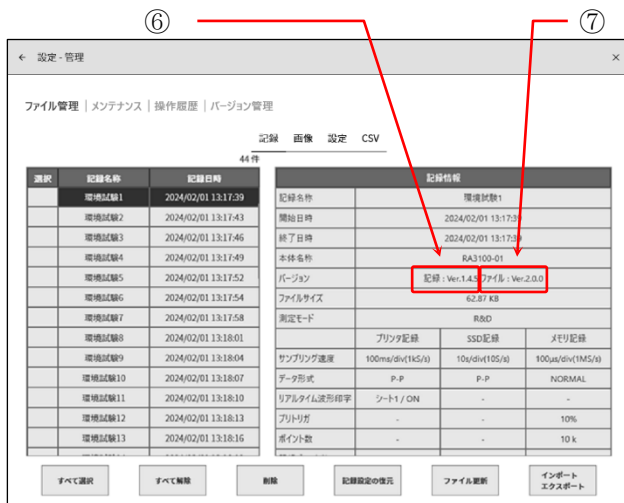 ⑥ ⑦
← 設定 - 管理 ×
ファイル管理 | メンテナンス | 操作履歴 | バージョン管理
記録 画像 設定 CSV
44 件
選択 記録名称 記録日時
環境試験1 2024/02/01 13:17:39
環境試験2 2024/02/01 13:17:43
環境試験3 2024/02/01 13:17:46
環境試験4 2024/02/01 13:17:49
環境試験5 2024/02/01 13:17:52
環境試験6 2024/02/01 13:17:54
環境試験7 2024/02/01 13:17:58
環境試験8 2024/02/01 13:18:01
環境試験9 2024/02/01 13:18:04
環境試験10 2024/02/01 13:18:07
環境試験11 2024/02/01 13:18:10
環境試験12 2024/02/01 13:18:13
環境試験13 2024/02/01 13:18:16
記録情報
記録名称 環境試験1
開始日時 2024/02/01 13:17:39
終了日時 2024/02/01 13:17:39
本体名称 RA3100-01
バージョン 記録 : Ver.1.4.5 ファイル : Ver.2.0.0
ファイルサイズ 62.87 KB
測定モード R&D
プリンタ記録 SSD記録 メモリ記録
サンプリング速度 100ms/div(1kS/s) 10s/div(10S/s) 100μs/div(1MS/s)
データ形式 P-P P-P NORMAL
リアルタイム波形印字 シート1 / ON - -
プリトリガ - - 10%
ポイント数 - - 10 k
すべて選択 すべて解除 削除 記録設定の復元 ファイル更新 インポート
エクスポート